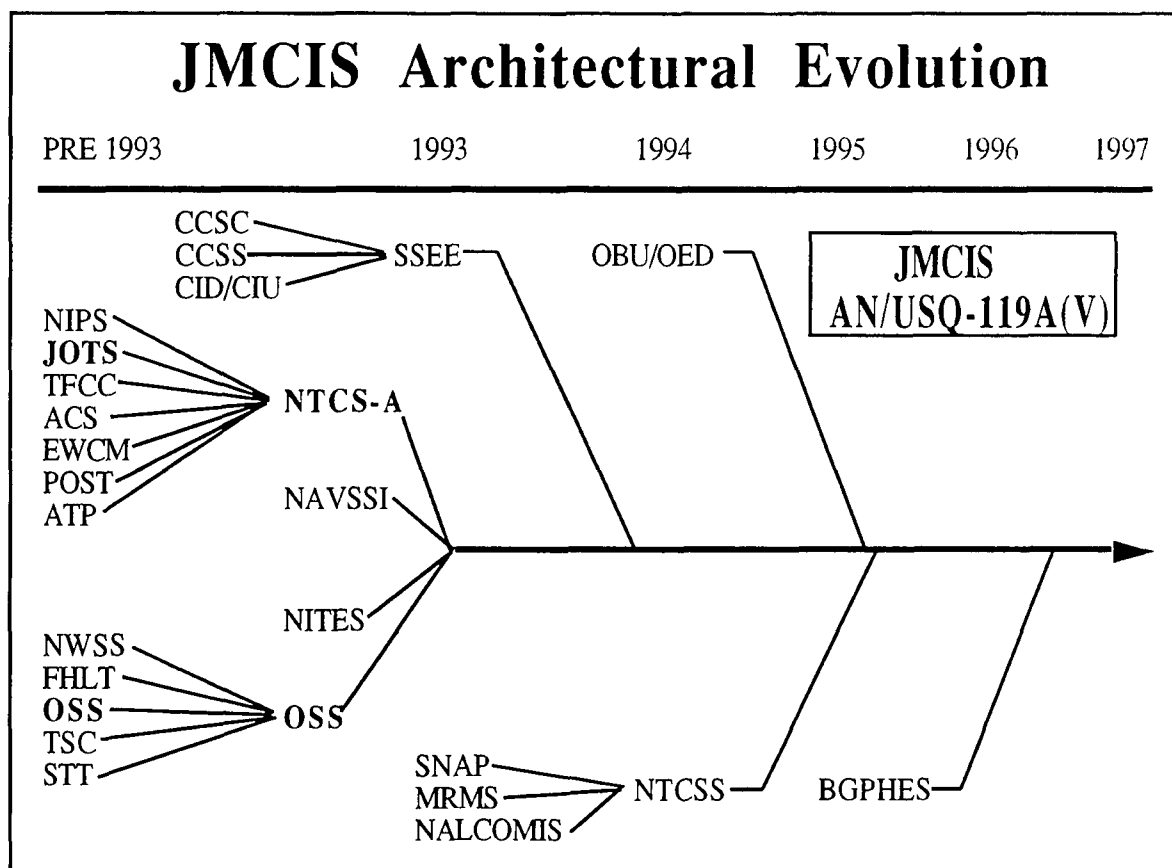 JMCIS Architectural Evolution
PRE 1993 1993 1994 1995 1996 1997
CCSC
CCSS
CID/CIU
SSEE
OBU/OED
JMCIS
AN/USQ-119A(V)
NIPS
JOTS
TFCC
ACS
EWCM
POST
ATP
NTCS-A
NAVSSI
NITES
NWSS
FHLT
OSS
TSC
STT
OSS
SNAP
MRMS
NALCOMIS
NTCSS
BGPHES